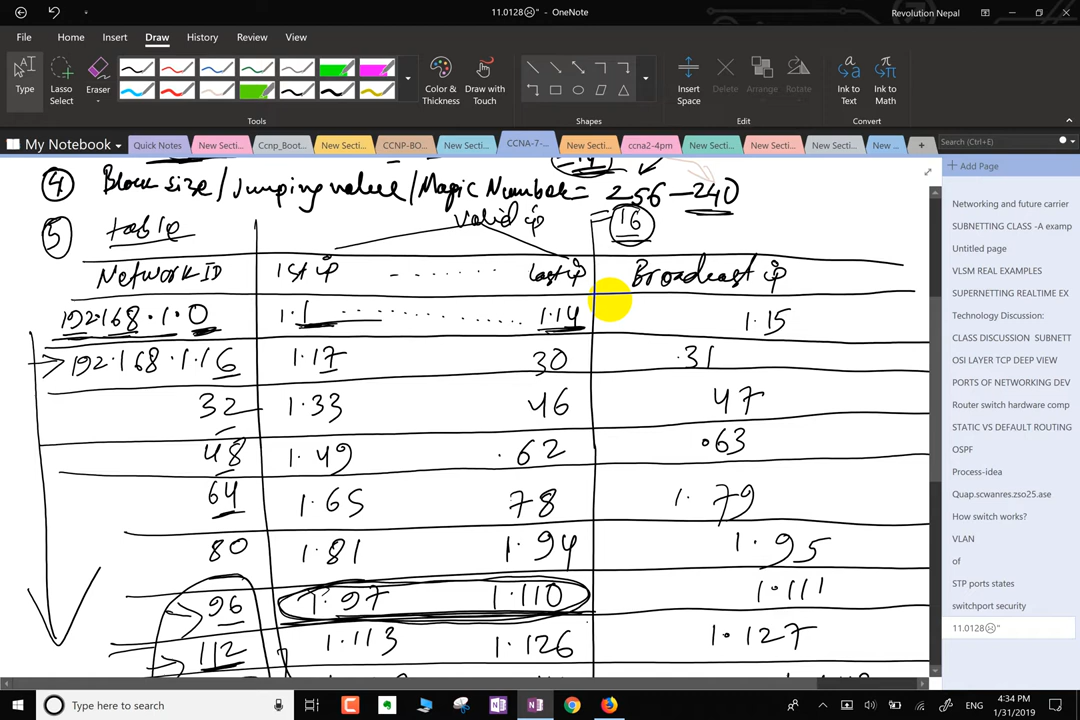 11.0128☹" - OneNote
Revolution Nepal
File Home Insert Draw History Review View
Type
Lasso Select
Eraser
Color & Thickness
Draw with Touch
Insert Space
Delete
Arrange
Rotate
Ink to Text
Ink to Math
Tools
Shapes
Edit
Convert
My Notebook
Quick Notes
New Secti...
Ccnp_Boot...
New Secti...
CCNP-BO...
New Secti...
CCNA-7-...
New Secti...
ccna2-4pm
New Secti...
New Secti...
New Secti...
New ...
+
Search (Ctrl+E)
④ Block size / Jumping value / Magic Number = 256 - 240
= 16
⑤ table
valid ip
Network ID 1st ip ------- last ip Broadcast ip
192.168.1.0 1.1 .......... 1.14 1.15
192.168.1.16 1.17 30 .31
32 1.33 46 47
48 1.49 .62 .63
64 1.65 78 1.79
80 1.81 1.94 1.95
96 1.97 1.110 1.111
112 1.113 1.126 1.127
Add Page
Networking and future carrier
SUBNETTING CLASS -A examp
Untitled page
VLSM REAL EXAMPLES
SUPERNETTING REALTIME EX
Technology Discussion:
CLASS DISCUSSION SUBNETT
OSI LAYER TCP DEEP VIEW
PORTS OF NETWORKING DEV
Router switch hardware comp
STATIC VS DEFAULT ROUTING
OSPF
Process-idea
Quap.scwanres.zso25.ase
How switch works?
VLAN
of
STP ports states
switchport security
11.0128☹"
Type here to search
ENG
4:34 PM
1/31/2019